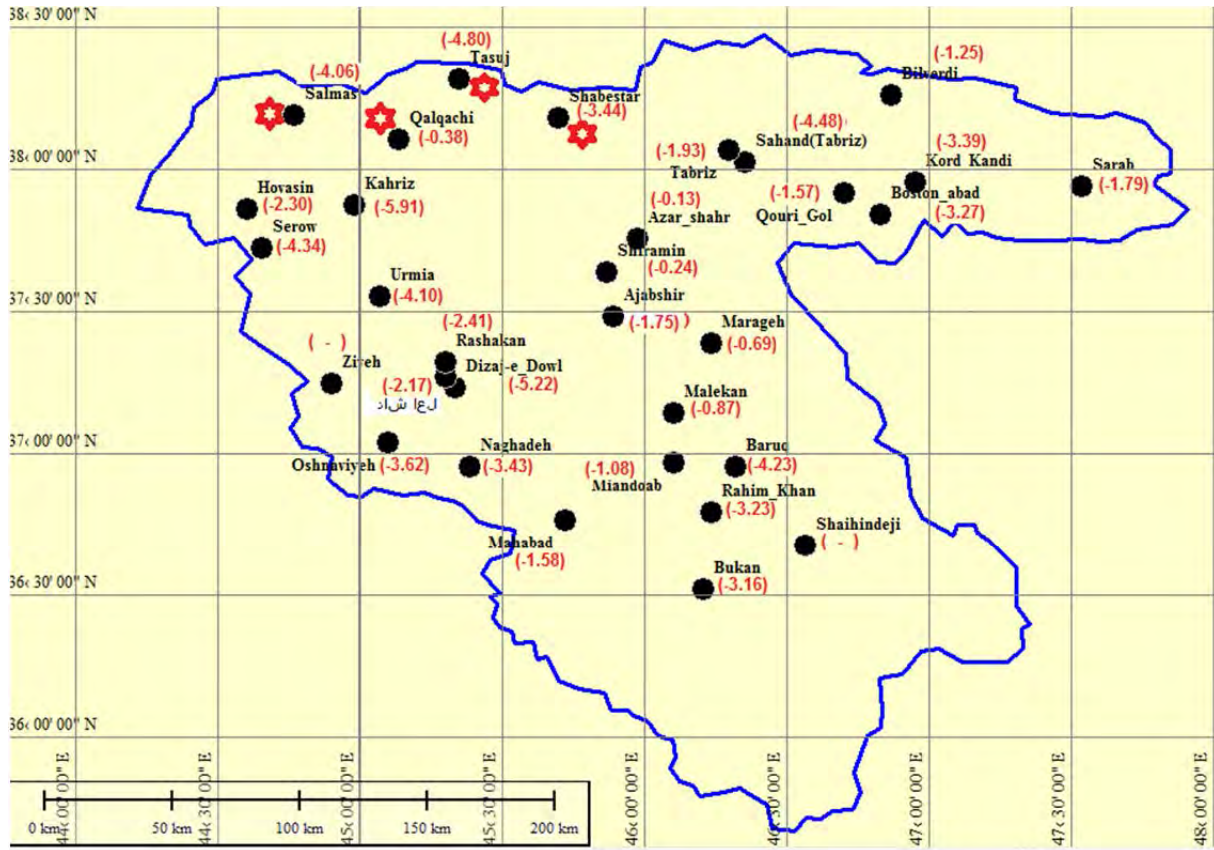 38‹ 30' 00'' N
(-4.80)
Tasuj
(-1.25)
Bilverdi
(-4.06)
Salmas
Shabestar
(-3.44)
Qalqachi
(-0.38)
(-4.48)
Sahand(Tabriz)
(-3.39)
Kord_Kandi
38‹ 00' 00'' N
(-1.93)
Tabriz
Sarab
(-1.79)
Hovasin
(-2.30)
Kahriz
(-5.91)
(-0.13)
Azar_shahr
(-1.57)
Qouri_Gol
Boston_abad
(-3.27)
Serow
(-4.34)
Shiramin
(-0.24)
Urmia
(-4.10)
37‹ 30' 00'' N
Ajabshir
(-1.75) )
(-2.41)
Rashakan
Marageh
(-0.69)
( - )
Ziveh
Dizaj-e_Dowl
(-2.17)
(-5.22)
داش اعل
Malekan
(-0.87)
37‹ 00' 00'' N
Oshnaviyeh (-3.62)
Naghadeh
(-3.43)
(-1.08)
Miandoab
Baruq
(-4.23)
Rahim_Khan
(-3.23)
Mahabad
(-1.58)
Shaihindeji
( - )
36‹ 30' 00'' N
Bukan
(-3.16)
36‹ 00' 00'' N
44‹ 00' 00'' E
44‹ 30' 00'' E
45‹ 00' 00'' E
45‹ 30' 00'' E
46‹ 00' 00'' E
46‹ 30' 00'' E
47‹ 00' 00'' E
47‹ 30' 00'' E
48‹ 00' 00'' E
0 km 50 km 100 km 150 km 200 km